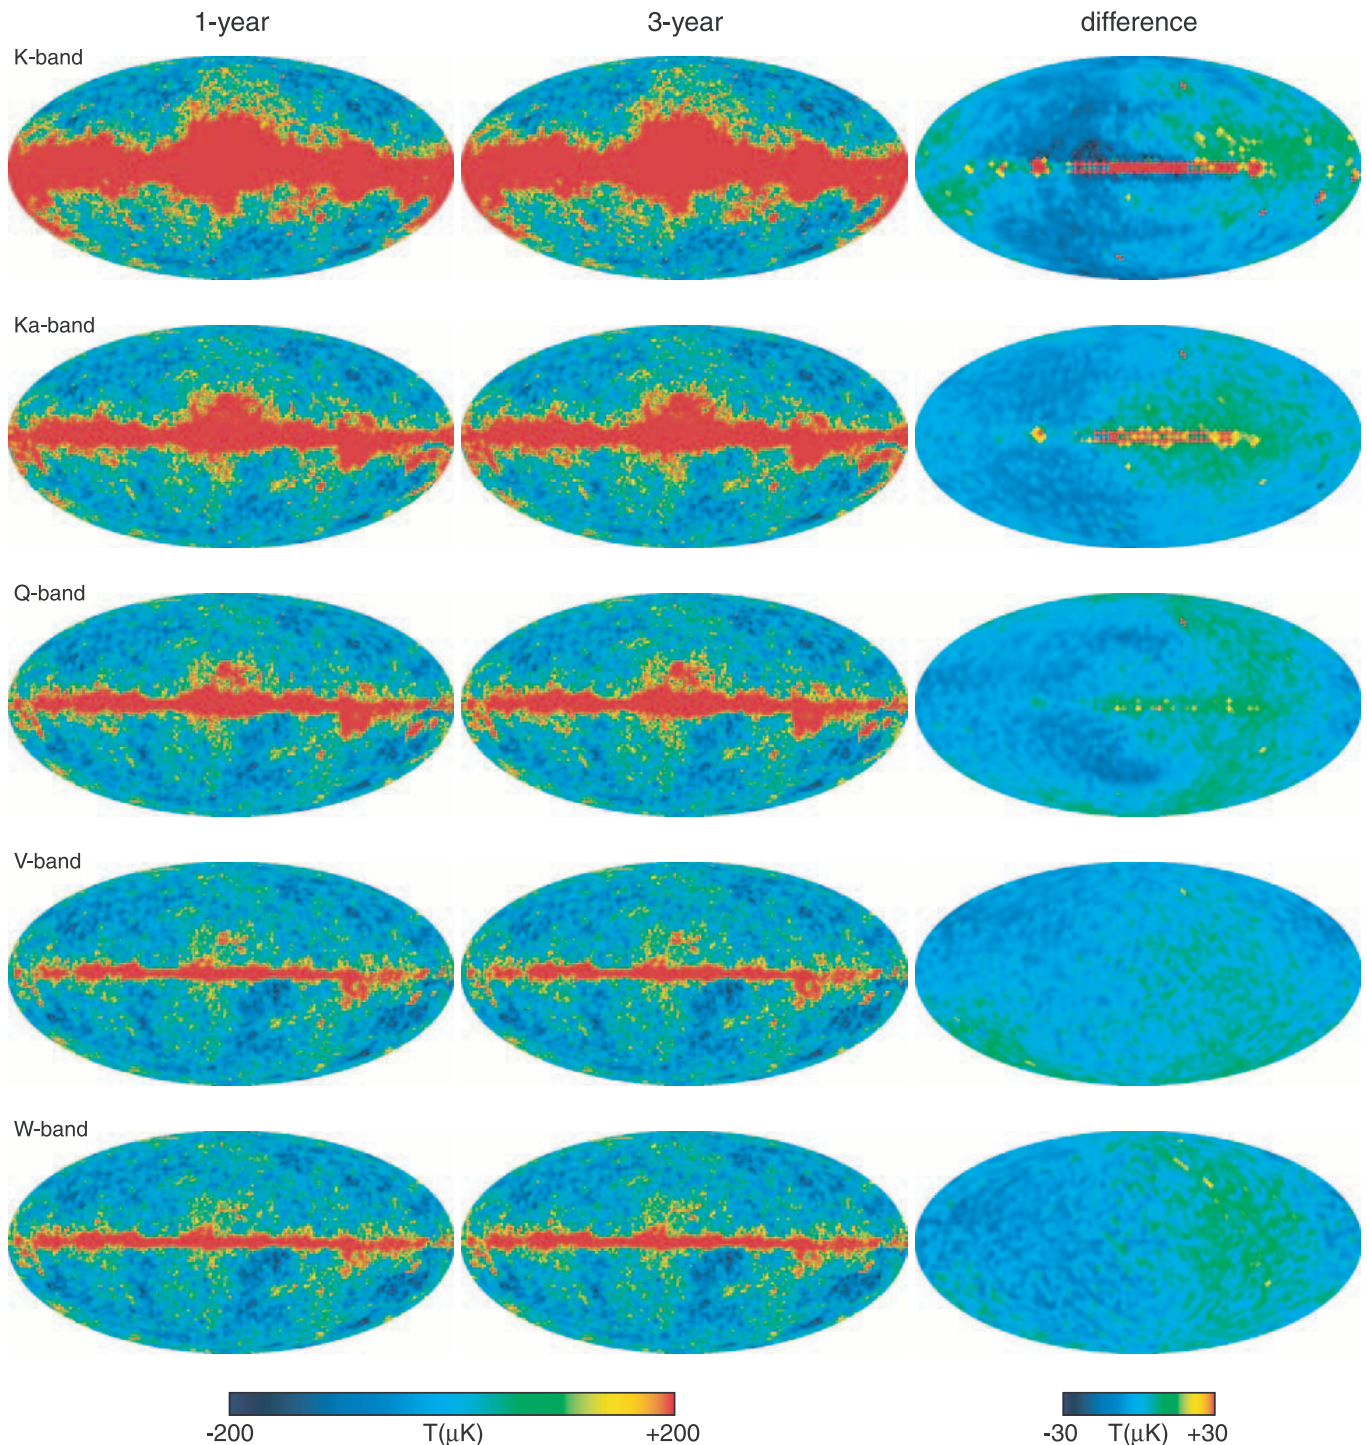 1-year 3-year difference
K-band
Ka-band
Q-band
V-band
W-band
-200 T(μK) +200 -30 T(μK) +30